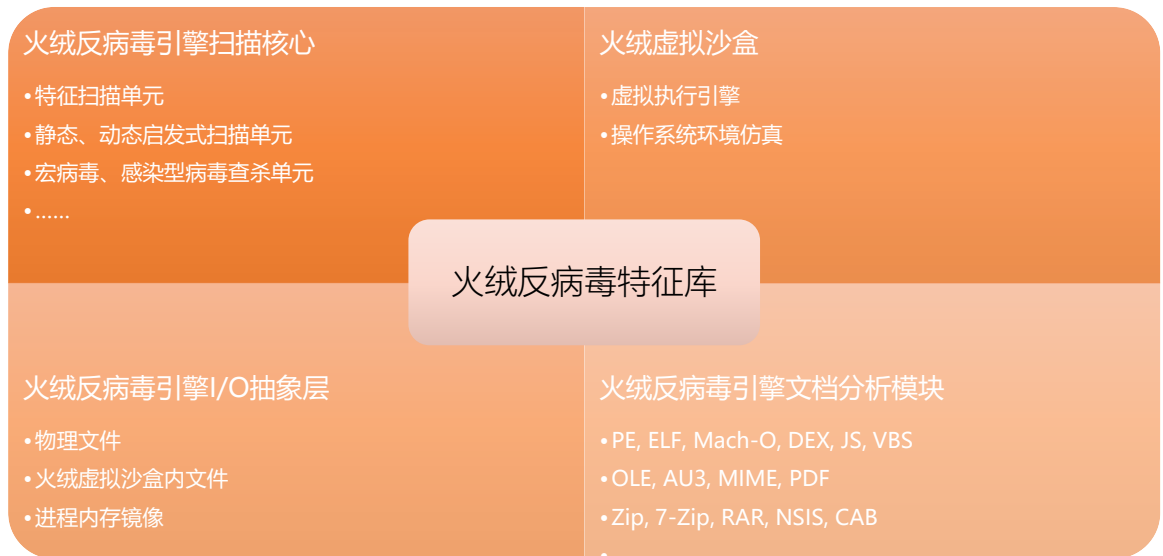 火绒反病毒引擎扫描核心
•特征扫描单元
•静态、动态启发式扫描单元
•宏病毒、感染型病毒查杀单元
•……
火绒虚拟沙盒
•虚拟执行引擎
•操作系统环境仿真
火绒反病毒特征库
火绒反病毒引擎I/O抽象层
•物理文件
•火绒虚拟沙盒内文件
•进程内存镜像
火绒反病毒引擎文档分析模块
•PE, ELF, Mach-O, DEX, JS, VBS
•OLE, AU3, MIME, PDF
•Zip, 7-Zip, RAR, NSIS, CAB